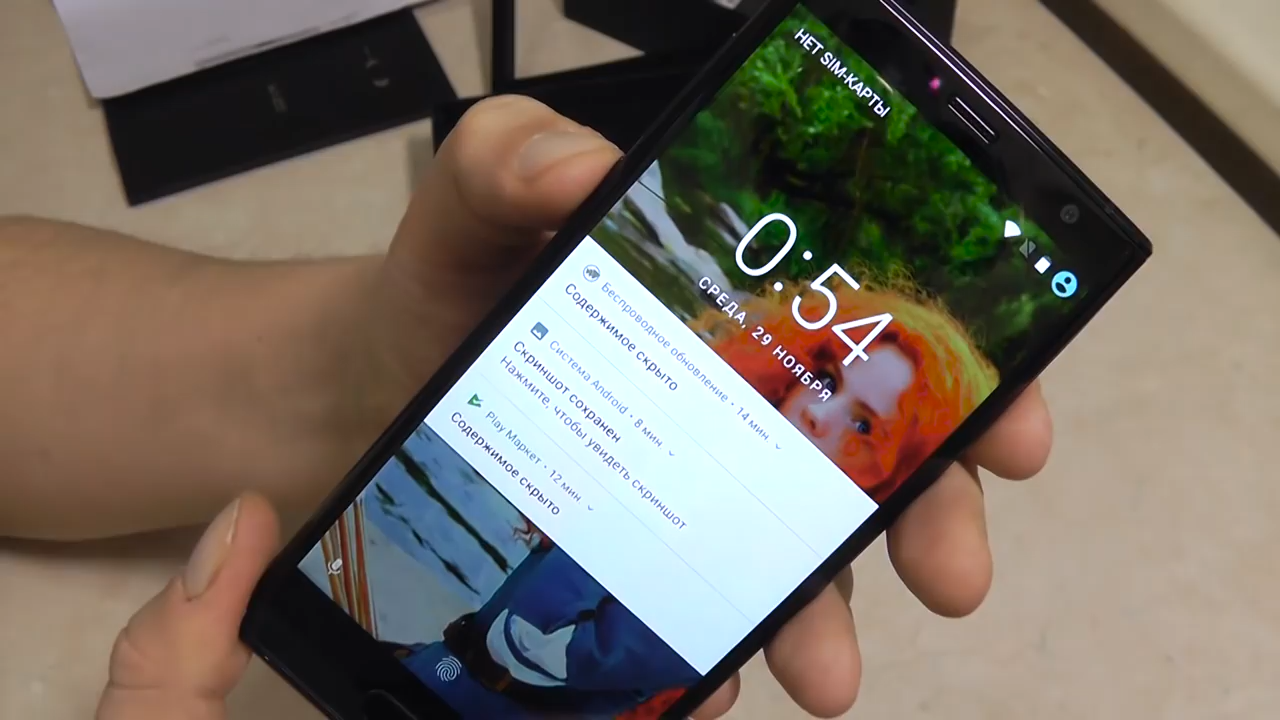 НЕТ SIM-КАРТЫ
0:54
СРЕДА, 29 НОЯБРЯ
Беспроводное обновление • 14 мин.
Содержимое скрыто
Система Android • 8 мин.
Скриншот сохранен
Нажмите, чтобы увидеть скриншот
Play Маркет • 12 мин
Содержимое скрыто